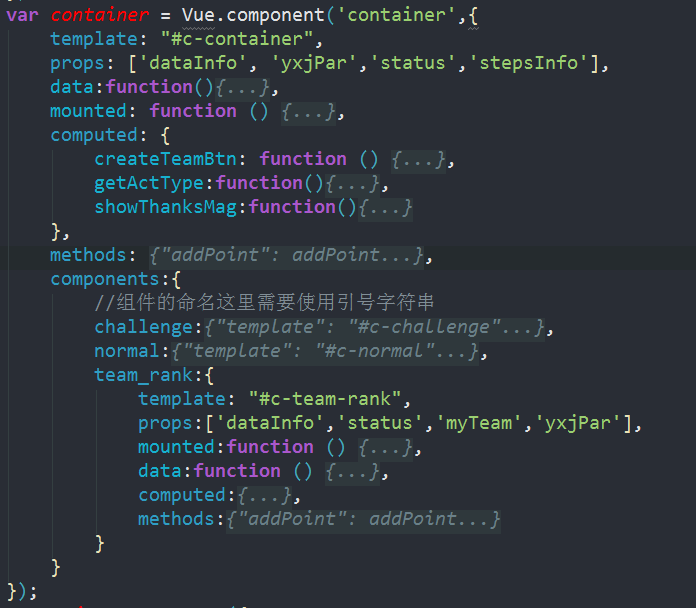 var container = Vue.component('container',{
template: "#c-container",
props: ['dataInfo', 'yxjPar','status','stepsInfo'],
data:function(){...},
mounted: function () {...},
computed: {
createTeamBtn: function () {...},
getActType:function(){...},
showThanksMag:function(){...}
},
methods: {"addPoint": addPoint...},
components:{
//组件的命名这里需要使用引号字符串
challenge:{"template": "#c-challenge"...},
normal:{"template": "#c-normal"...},
team_rank:{
template: "#c-team-rank",
props:['dataInfo','status','myTeam','yxjPar'],
mounted:function () {...},
data:function () {...},
computed:{...},
methods:{"addPoint": addPoint...}
}
}
});